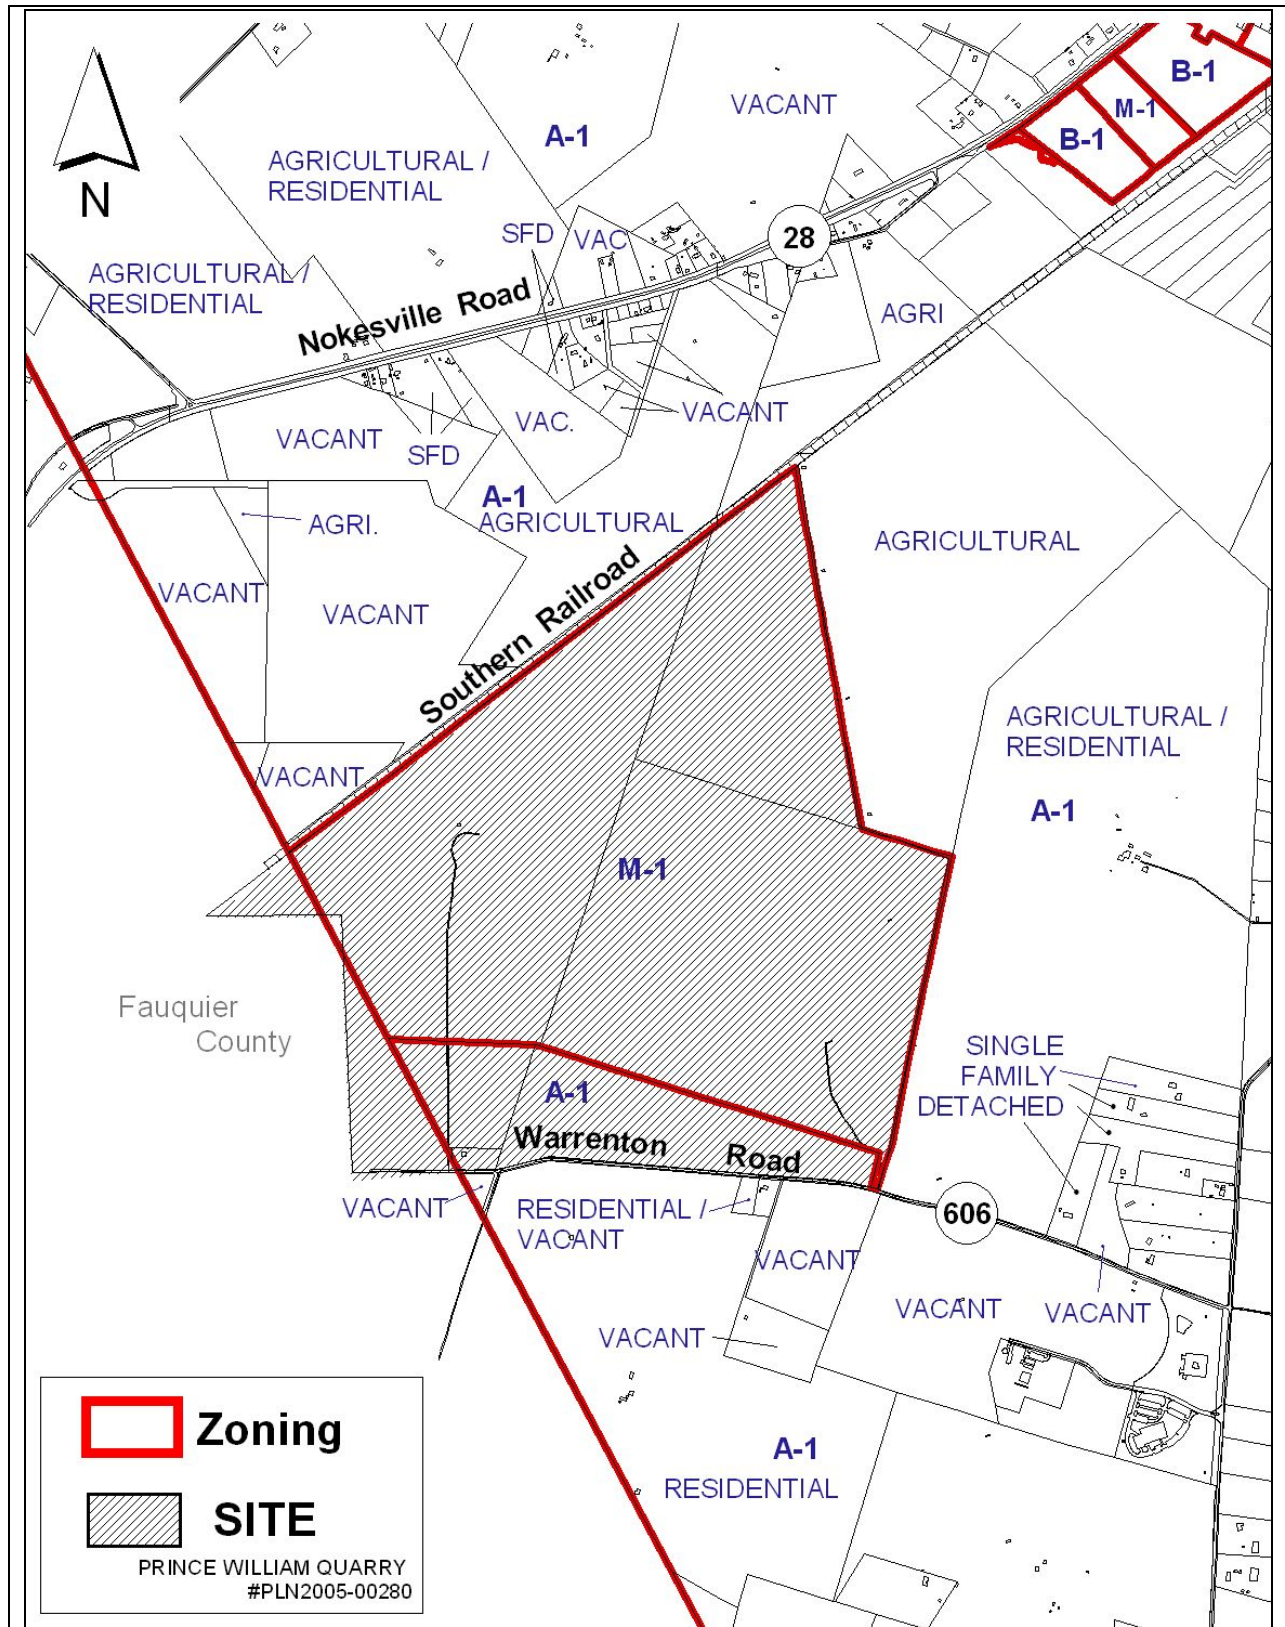 B-1
M-1
B-1
VACANT
A-1
AGRICULTURAL /
RESIDENTIAL
N
SFD
VAC
28
AGRICULTURAL /
RESIDENTIAL
Nokesville Road
AGRI
VACANT
VAC.
VACANT
SFD
A-1
AGRICULTURAL
AGRI.
AGRICULTURAL
VACANT
VACANT
Southern Railroad
AGRICULTURAL /
RESIDENTIAL
VACANT
A-1
M-1
Fauquier
County
SINGLE
FAMILY
DETACHED
A-1
Warrenton Road
VACANT
RESIDENTIAL /
VACANT
606
VACANT
VACANT
VACANT
VACANT
A-1
RESIDENTIAL
Zoning
SITE
PRINCE WILLIAM QUARRY
#PLN2005-00280